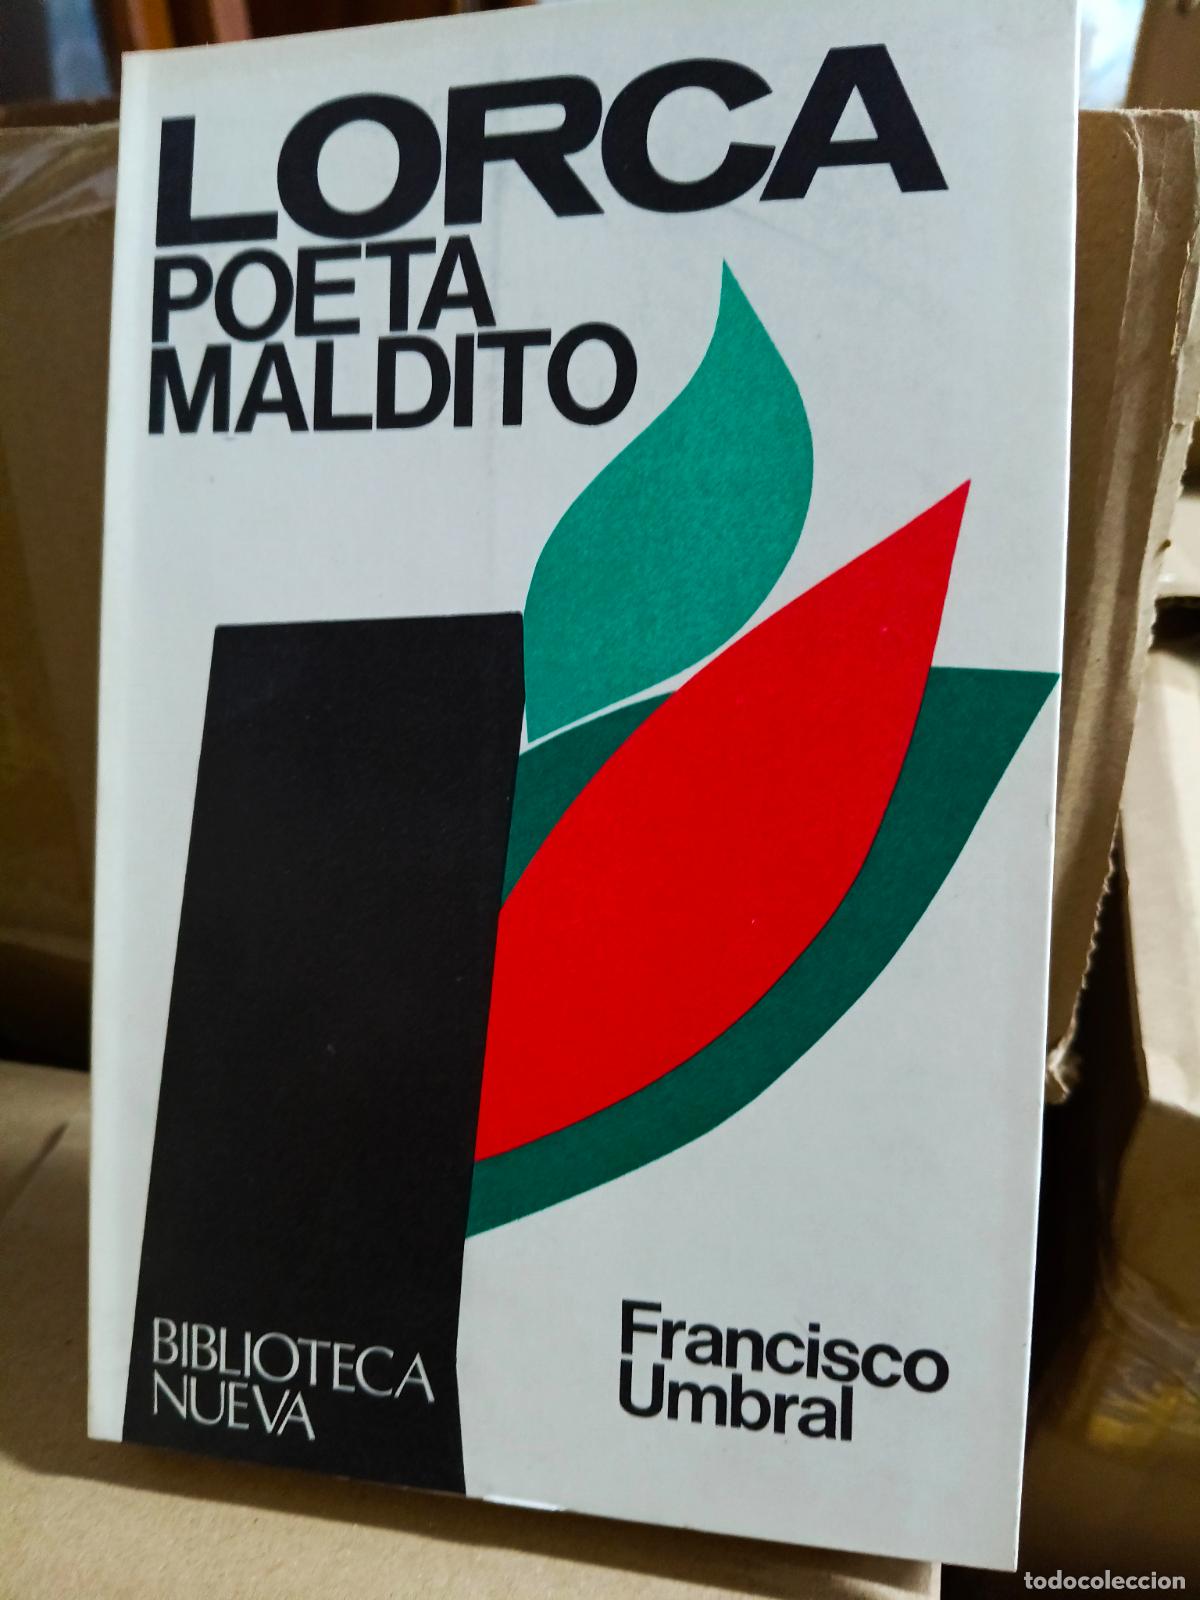 LORCA
POETA
MALDITO
BIBLIOTECA
NUEVA
Francisco
Umbral
todocoleccion